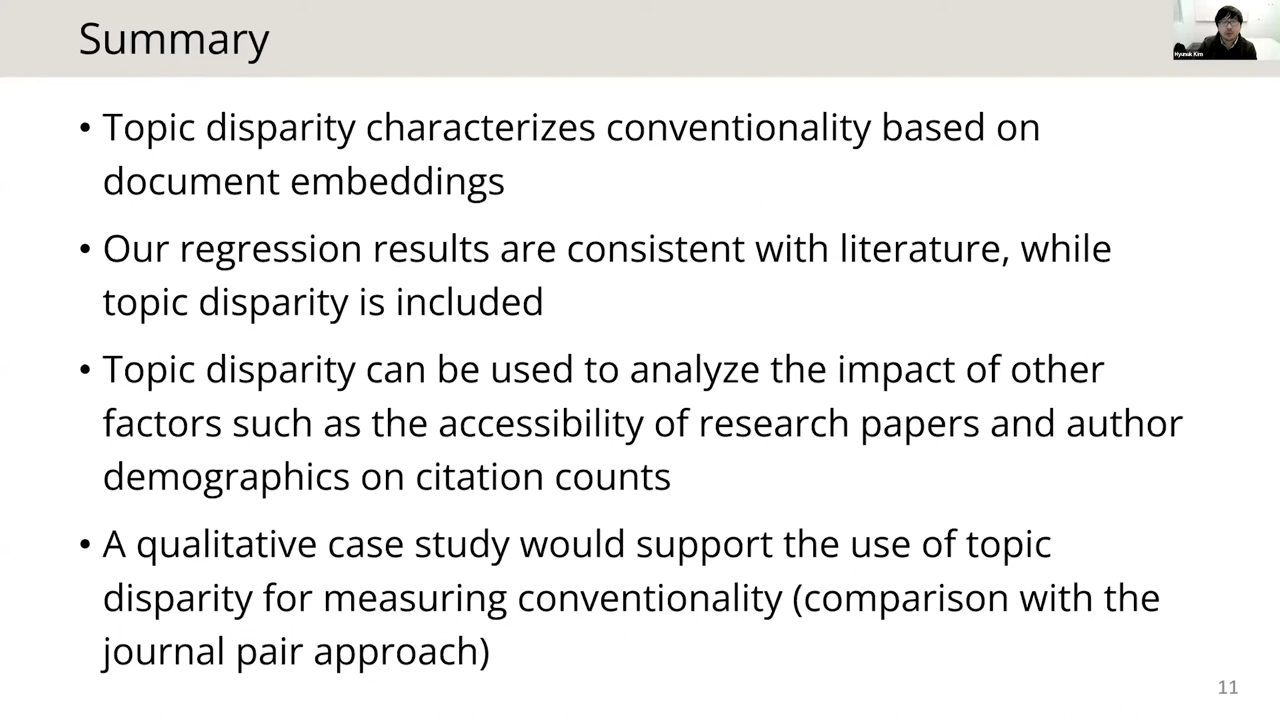 Summary
Hyunuk Kim
• Topic disparity characterizes conventionality based on
document embeddings
• Our regression results are consistent with literature, while
topic disparity is included
• Topic disparity can be used to analyze the impact of other
factors such as the accessibility of research papers and author
demographics on citation counts
• A qualitative case study would support the use of topic
disparity for measuring conventionality (comparison with the
journal pair approach)
11